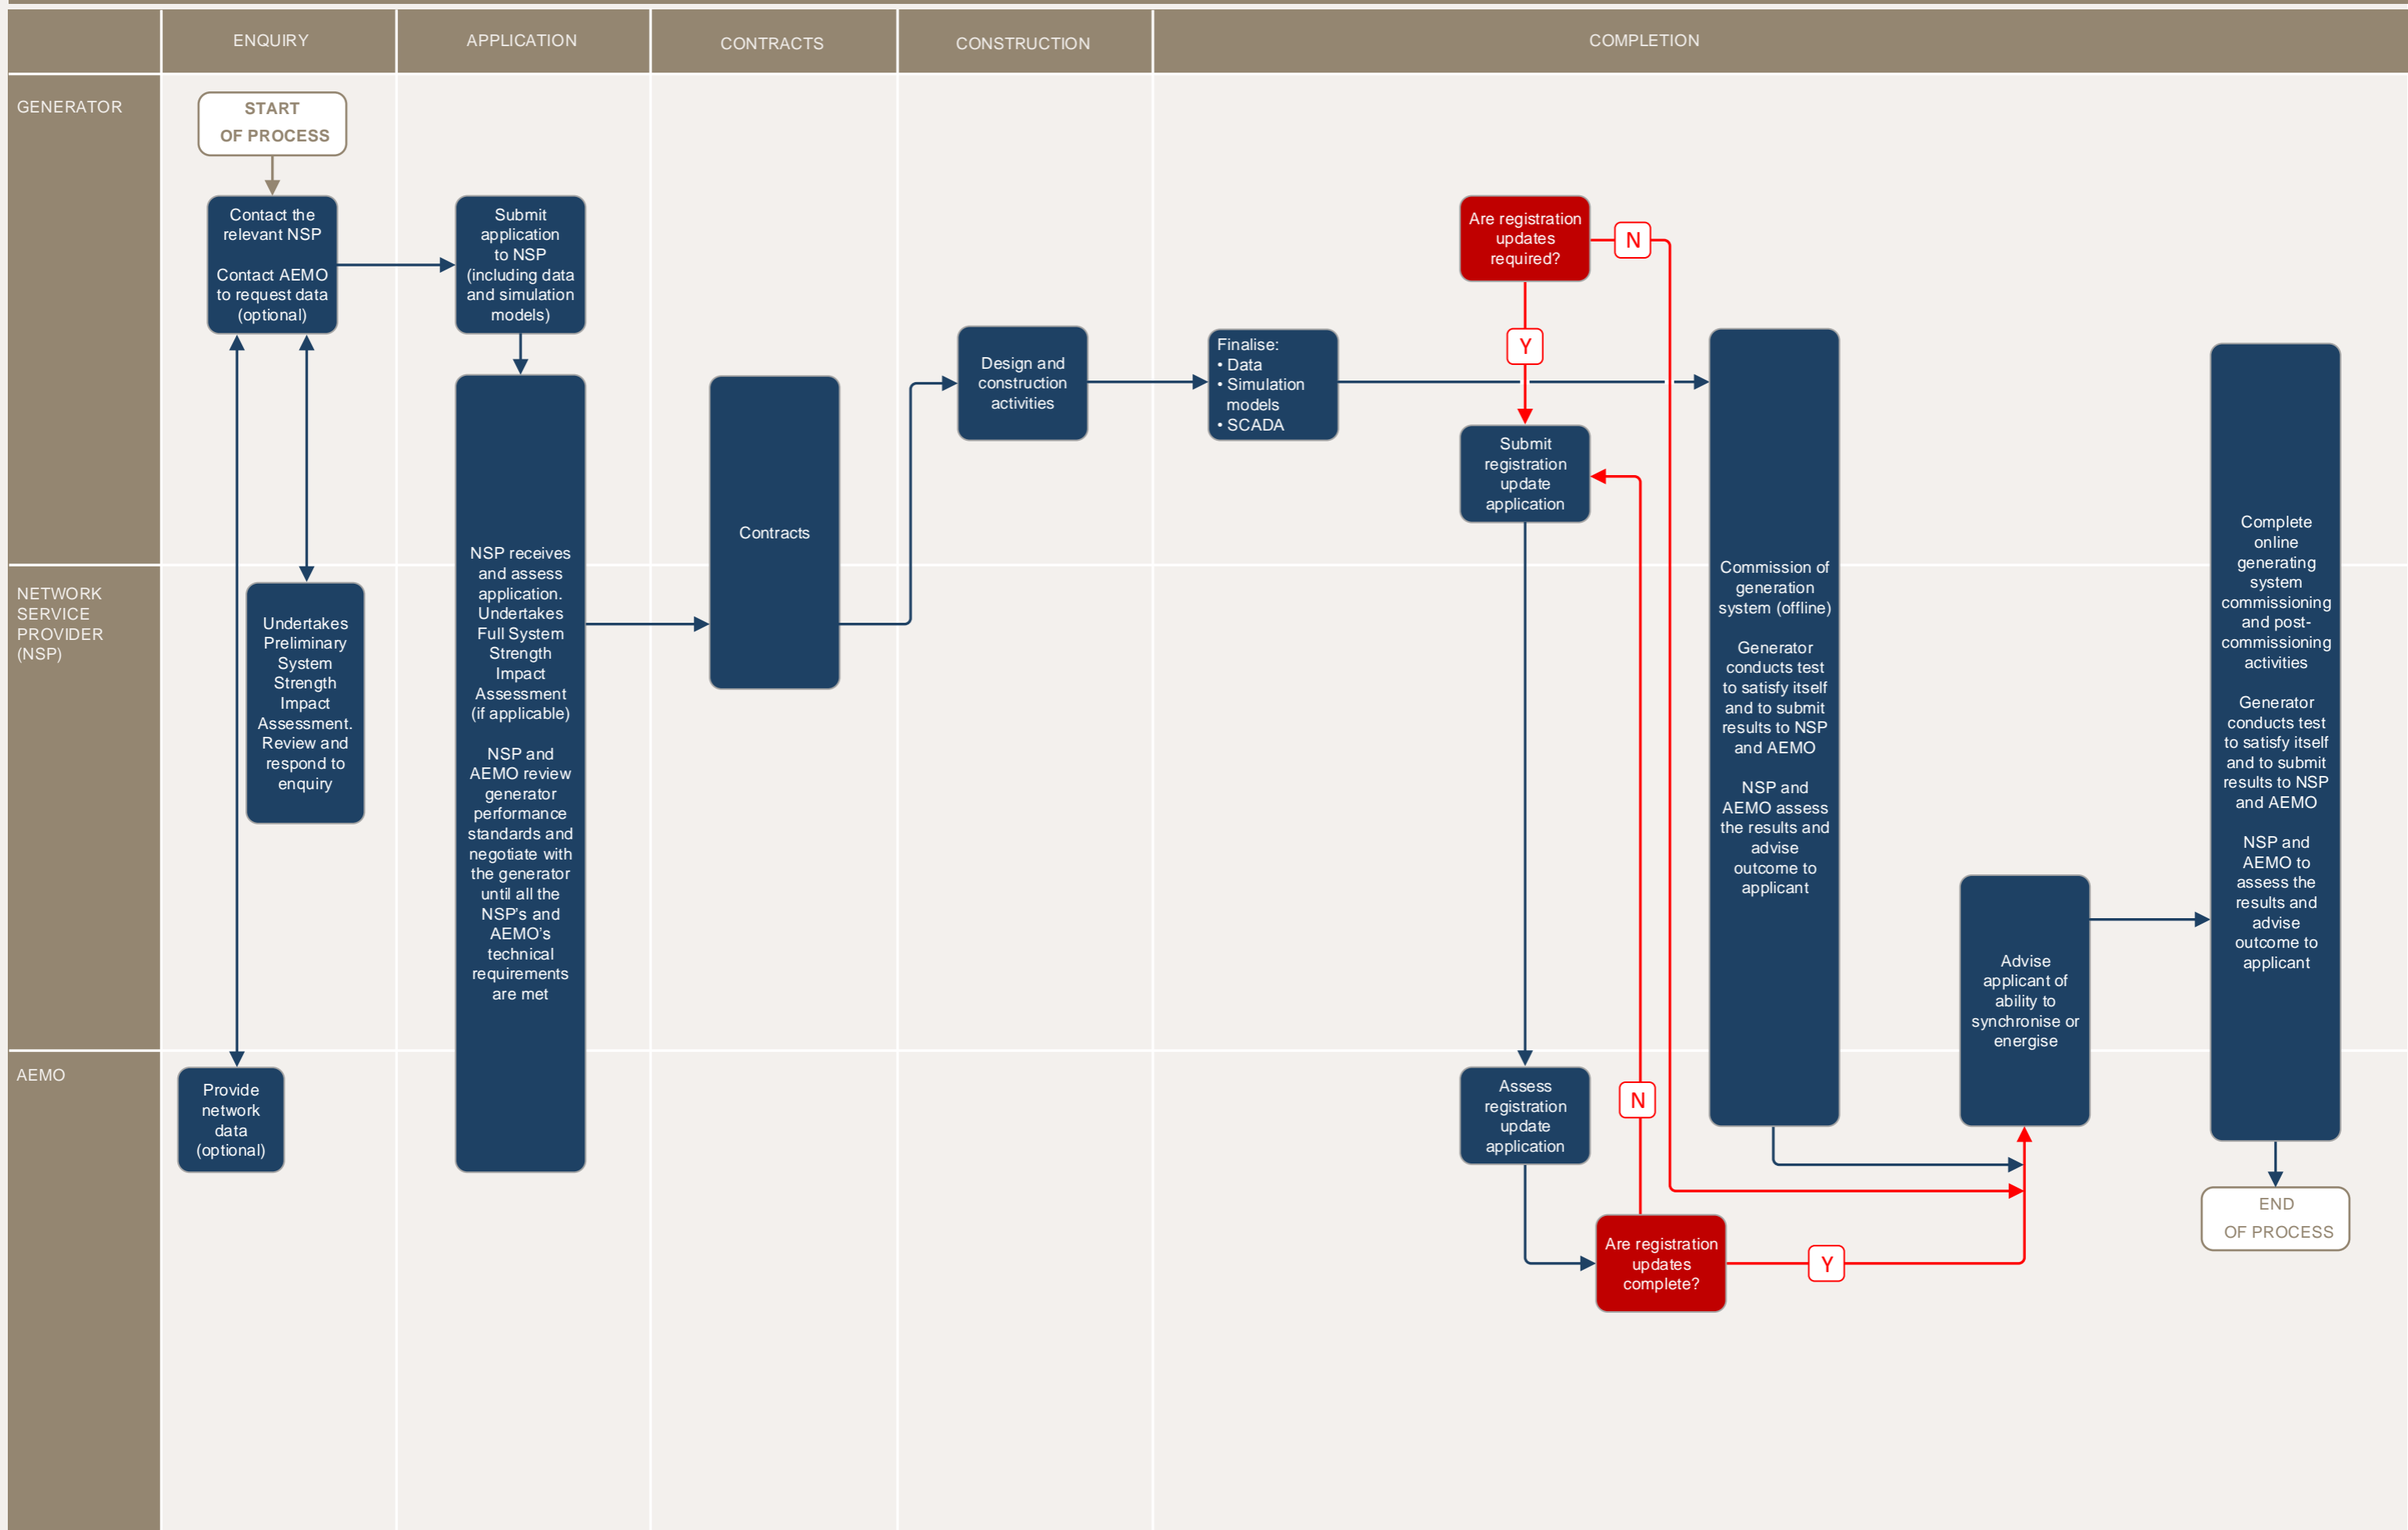 ENQUIRY
APPLICATION
CONTRACTS
CONSTRUCTION
COMPLETION
GENERATOR
START
OF PROCESS
Contact the
relevant NSP
Contact AEMO
to request data
(optional)
Submit
application
to NSP
(including data
and simulation
models)
Are registration
updates
required?
N
Y
Design and
construction
activities
Finalise:
• Data
• Simulation
models
• SCADA
Submit
registration
update
application
Contracts
NETWORK
SERVICE
PROVIDER
(NSP)
Undertakes
Preliminary
System
Strength
Impact
Assessment.
Review and
respond to
enquiry
NSP receives
and assess
application.
Undertakes
Full System
Strength
Impact
Assessment
(if applicable)
NSP and
AEMO review
generator
performance
standards and
negotiate with
the generator
until all the
NSP's and
AEMO's
technical
requirements
are met
Commission of
generation
system (offline)
Generator
conducts test
to satisfy itself
and to submit
results to NSP
and AEMO
NSP and
AEMO assess
the results and
advise
outcome to
applicant
Advise
applicant of
ability to
synchronise or
energise
Complete
online
generating
system
commissioning
and post-
commissioning
activities
Generator
conducts test
to satisfy itself
and to submit
results to NSP
and AEMO
NSP and
AEMO to
assess the
results and
advise
outcome to
applicant
AEMO
Provide
network
data
(optional)
Assess
registration
update
application
N
Are registration
updates
complete?
Y
END
OF PROCESS